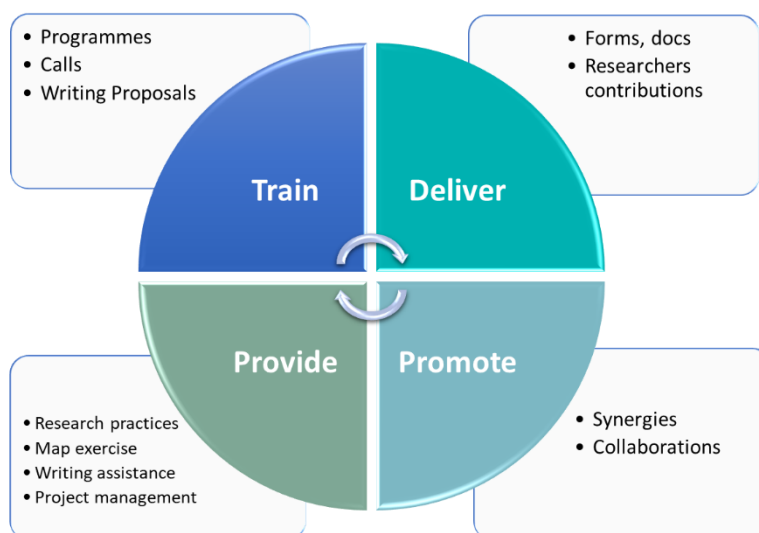 • Programmes
• Calls
• Writing Proposals
• Forms, docs
• Researchers
contributions
Train
Deliver
Provide
Promote
• Research practices
• Map exercise
• Writing assistance
• Project management
• Synergies
• Collaborations